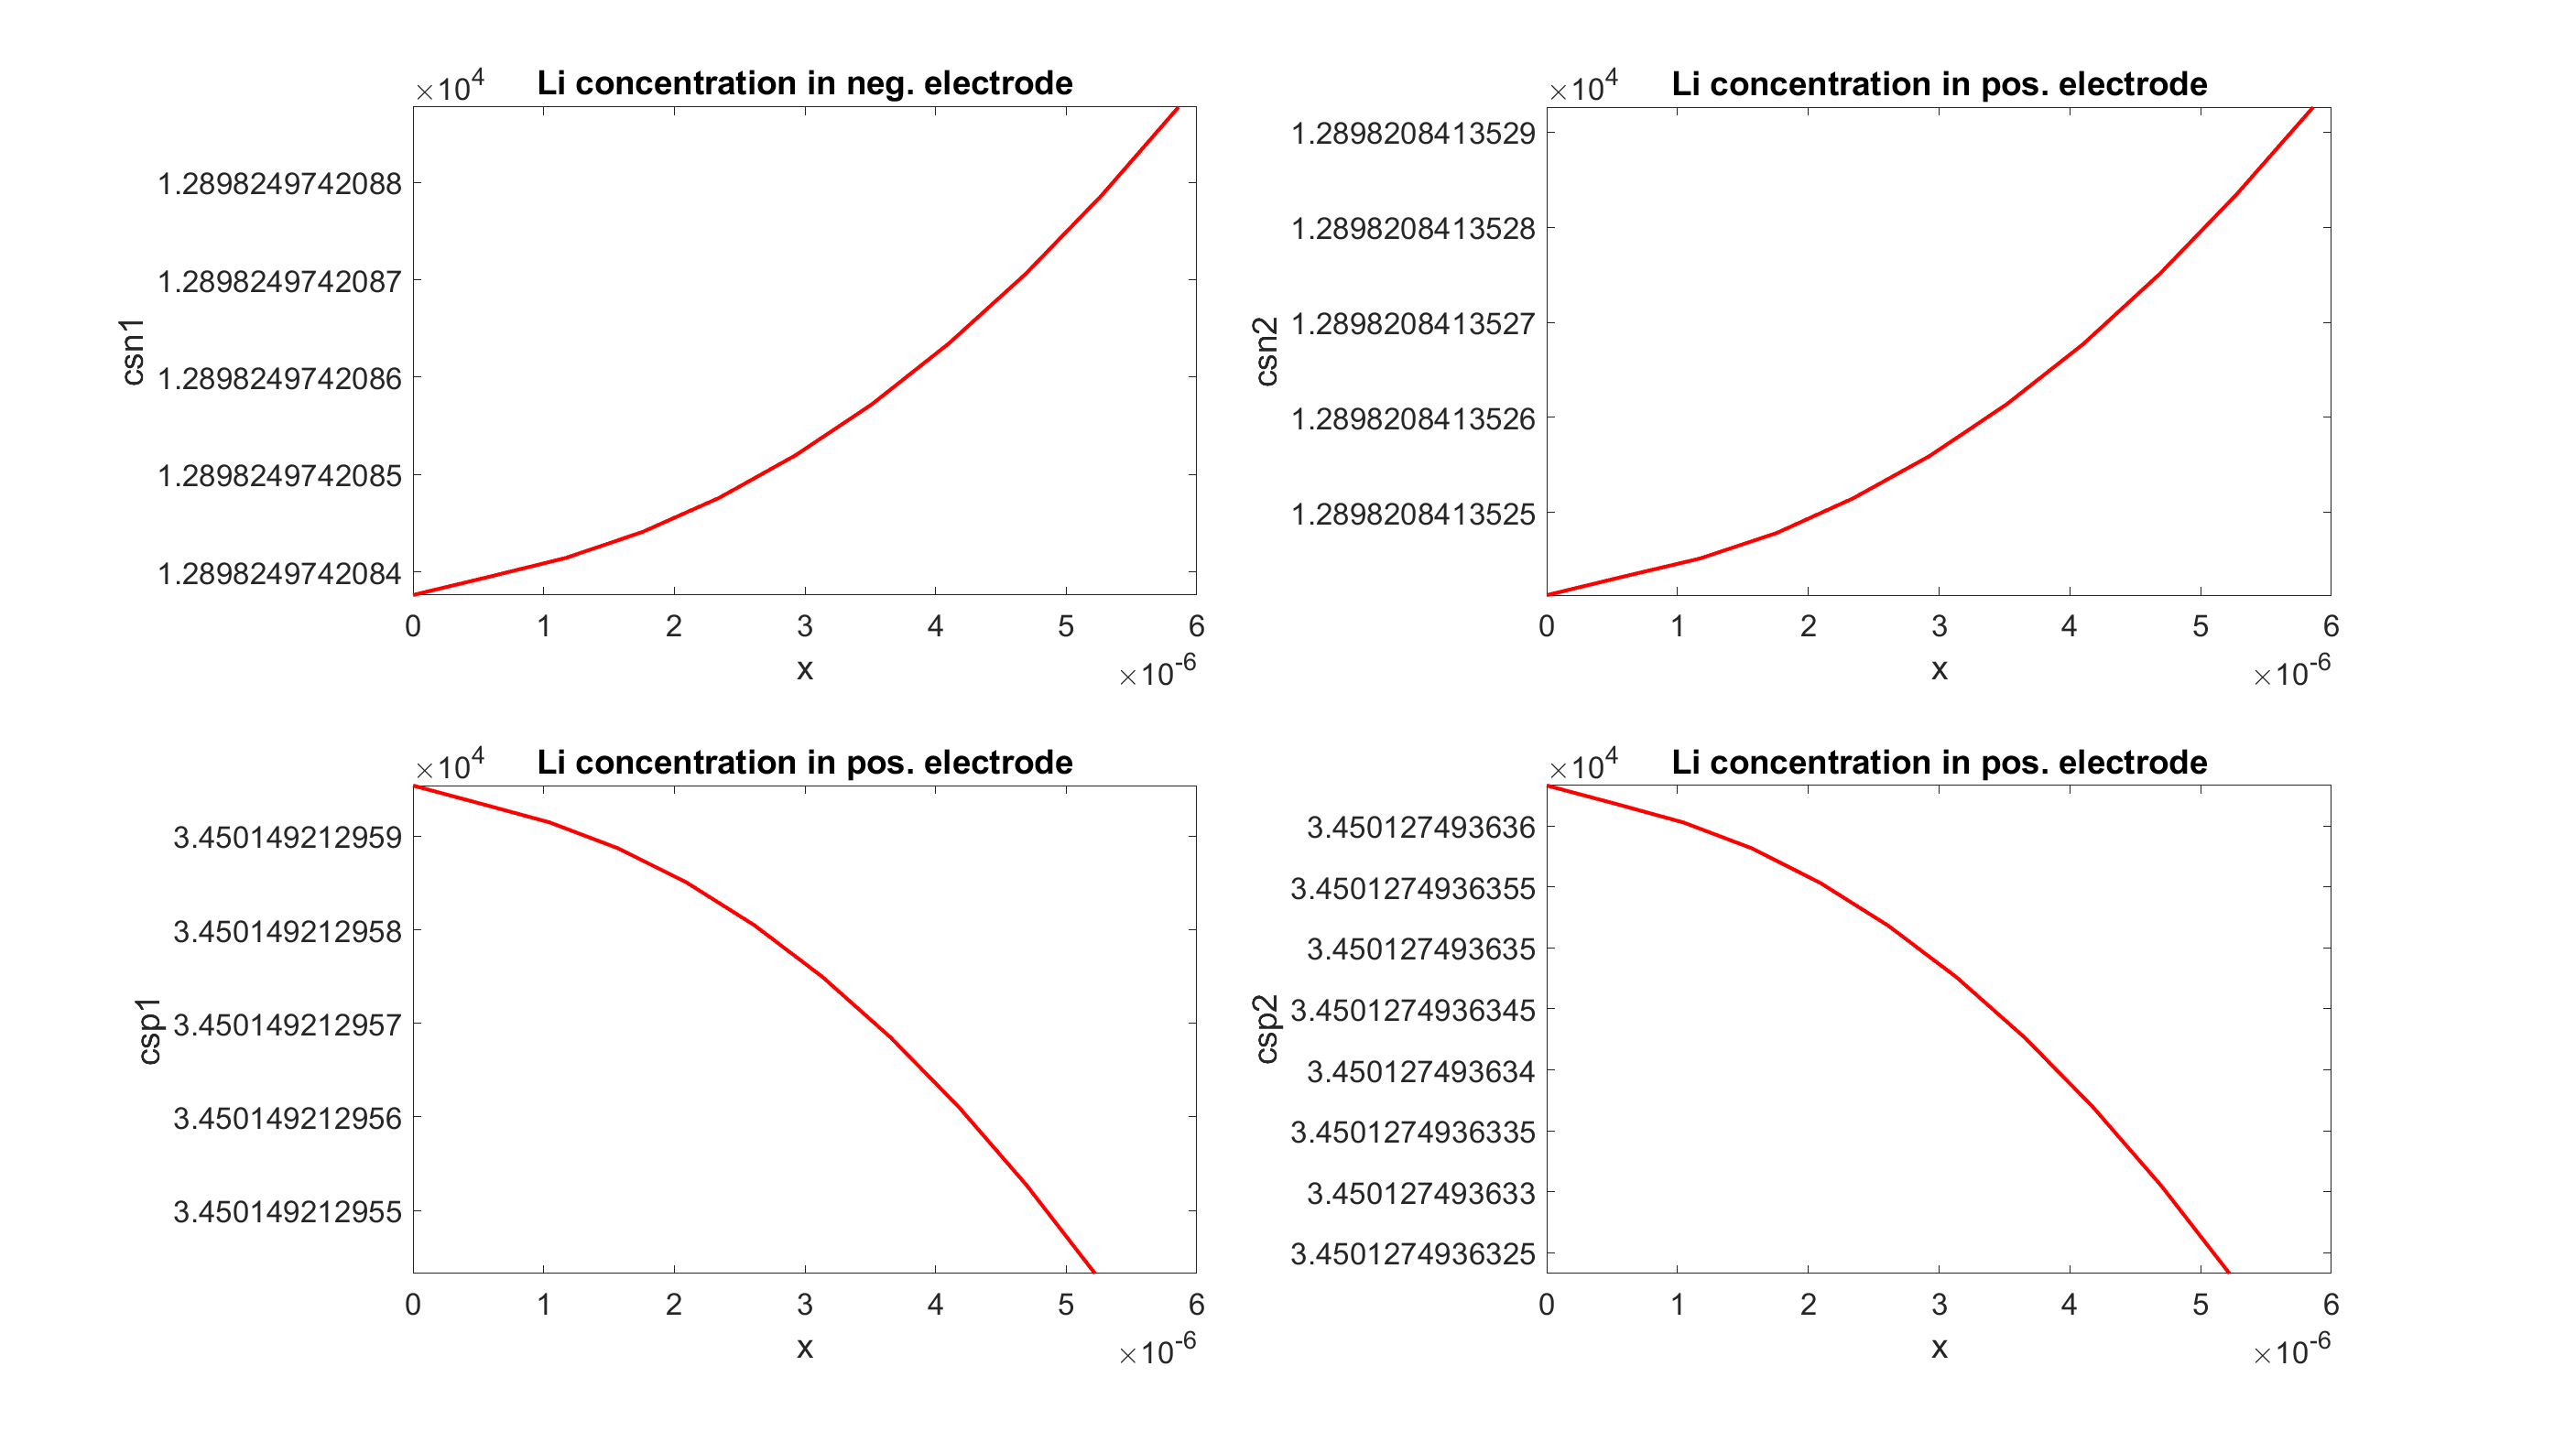 ×10^4
Li concentration in neg. electrode
1.2898249742088
1.2898249742087
1.2898249742086
1.2898249742085
1.2898249742084
csn1
0 1 2 3 4 5 6
x
×10^-6
×10^4
Li concentration in pos. electrode
1.2898208413529
1.2898208413528
1.2898208413527
1.2898208413526
1.2898208413525
csn2
0 1 2 3 4 5 6
x
×10^-6
×10^4
Li concentration in pos. electrode
3.450149212959
3.450149212958
3.450149212957
3.450149212956
3.450149212955
csp1
0 1 2 3 4 5 6
x
×10^-6
×10^4
Li concentration in pos. electrode
3.450127493636
3.4501274936355
3.450127493635
3.4501274936345
3.450127493634
3.4501274936335
3.450127493633
3.4501274936325
csp2
0 1 2 3 4 5 6
x
×10^-6